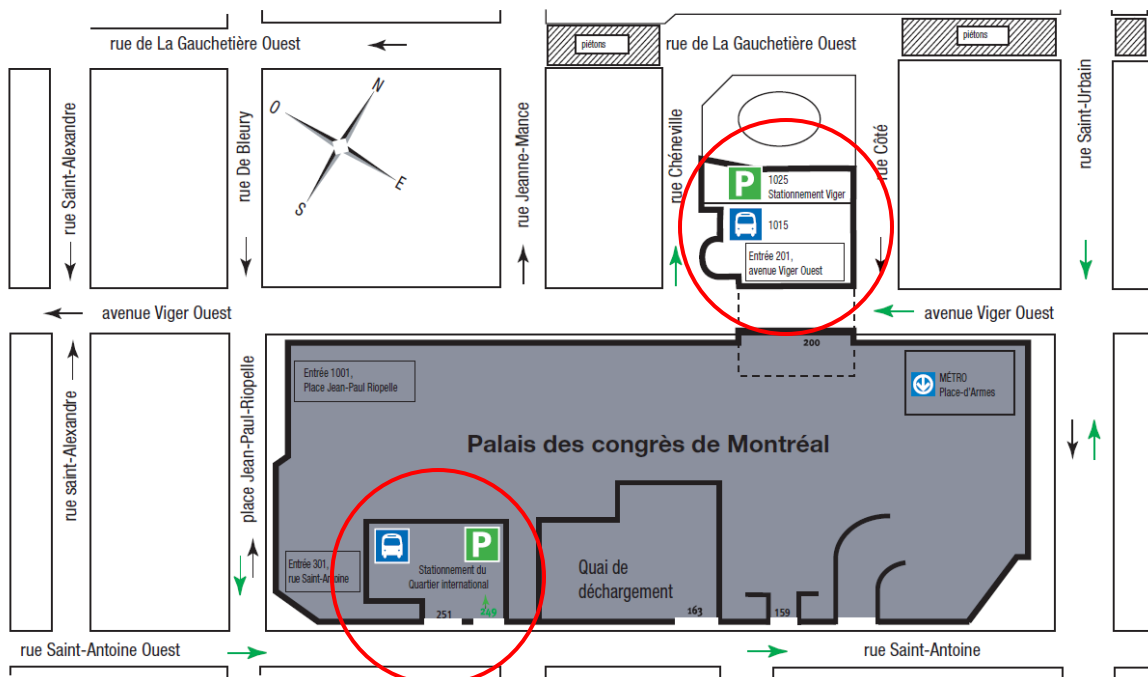 rue de La Gauchetière Ouest
piétons
rue de La Gauchetière Ouest
piétons
rue Saint-Alexandre
rue De Bleury
N
O
E
S
rue Jeanne-Mance
rue Chéneville
rue Côté
rue Saint-Urbain
P
1025
Stationnement Viger
1015
Entrée 201,
avenue Viger Ouest
avenue Viger Ouest
avenue Viger Ouest
200
rue saint-Alexandre
place Jean-Paul-Riopelle
Entrée 1001,
Place Jean-Paul Riopelle
MÉTRO
Place-d'Armes
Palais des congrès de Montréal
P
Stationnement du
Quartier international
Entrée 301,
rue Saint-Antoine
251
249
Quai de
déchargement
163
159
rue Saint-Antoine Ouest
rue Saint-Antoine